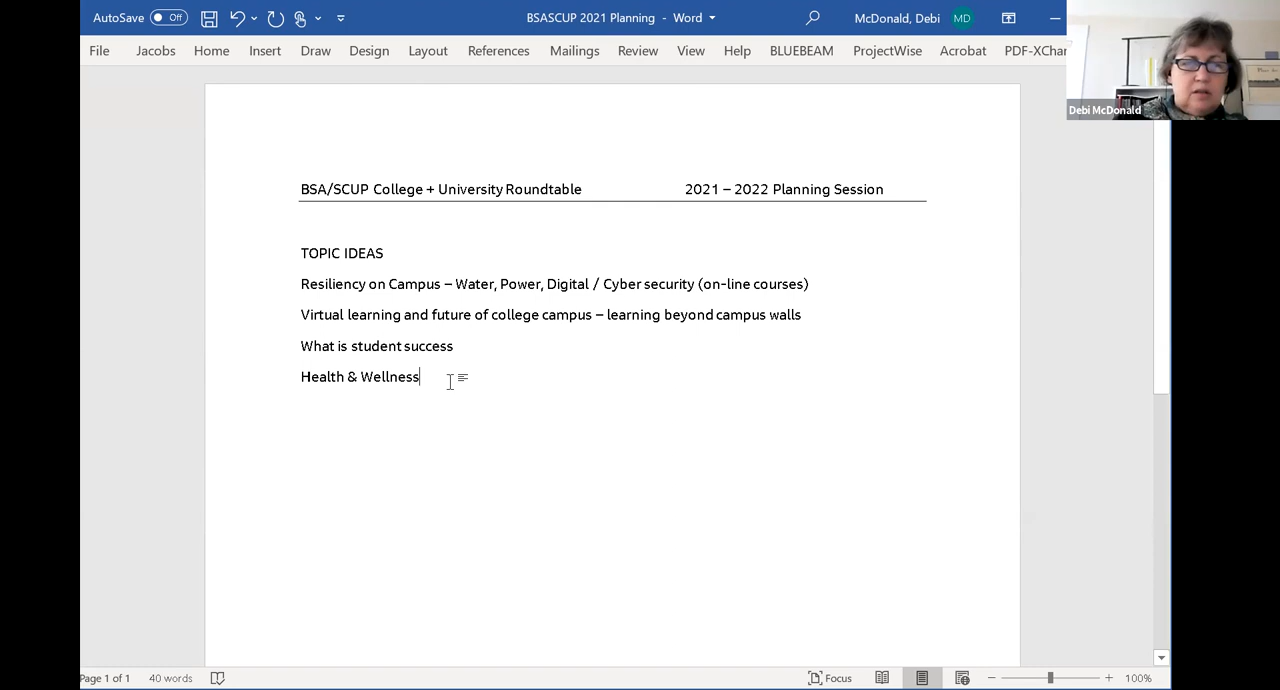 AutoSave Off BSASCUP 2021 Planning - Word McDonald, Debi MD
File Jacobs Home Insert Draw Design Layout References Mailings Review View Help BLUEBEAM ProjectWise Acrobat
Debi McDonald
BSA/SCUP College + University Roundtable 2021 – 2022 Planning Session
TOPIC IDEAS
Resiliency on Campus – Water, Power, Digital / Cyber security (on-line courses)
Virtual learning and future of college campus – learning beyond campus walls
What is student success
Health & Wellness
Page 1 of 1 40 words Focus 100%